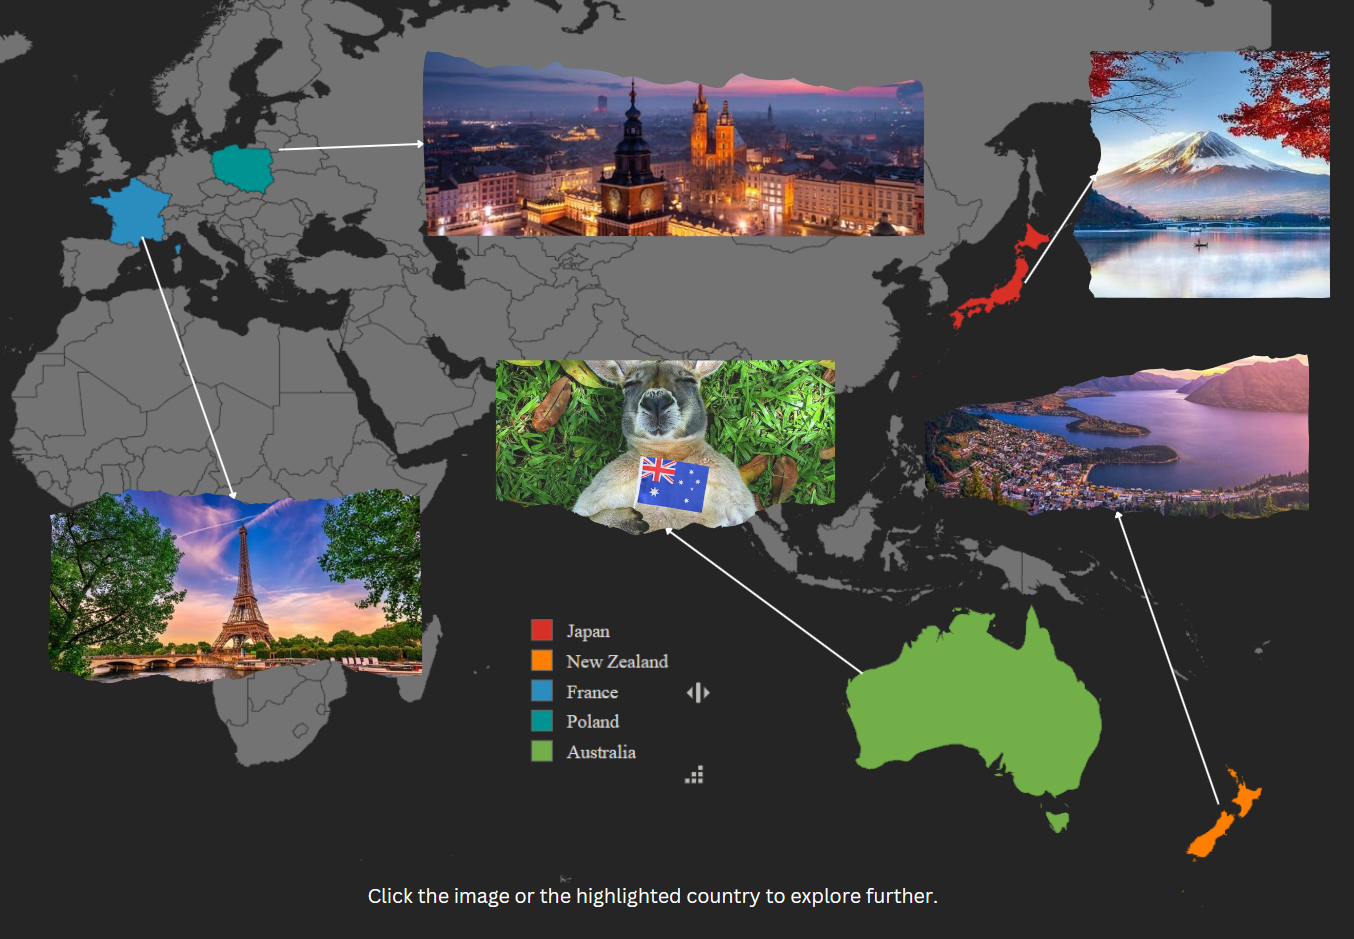 Japan
New Zealand
France
Poland
Australia
Click the image or the highlighted country to explore further.